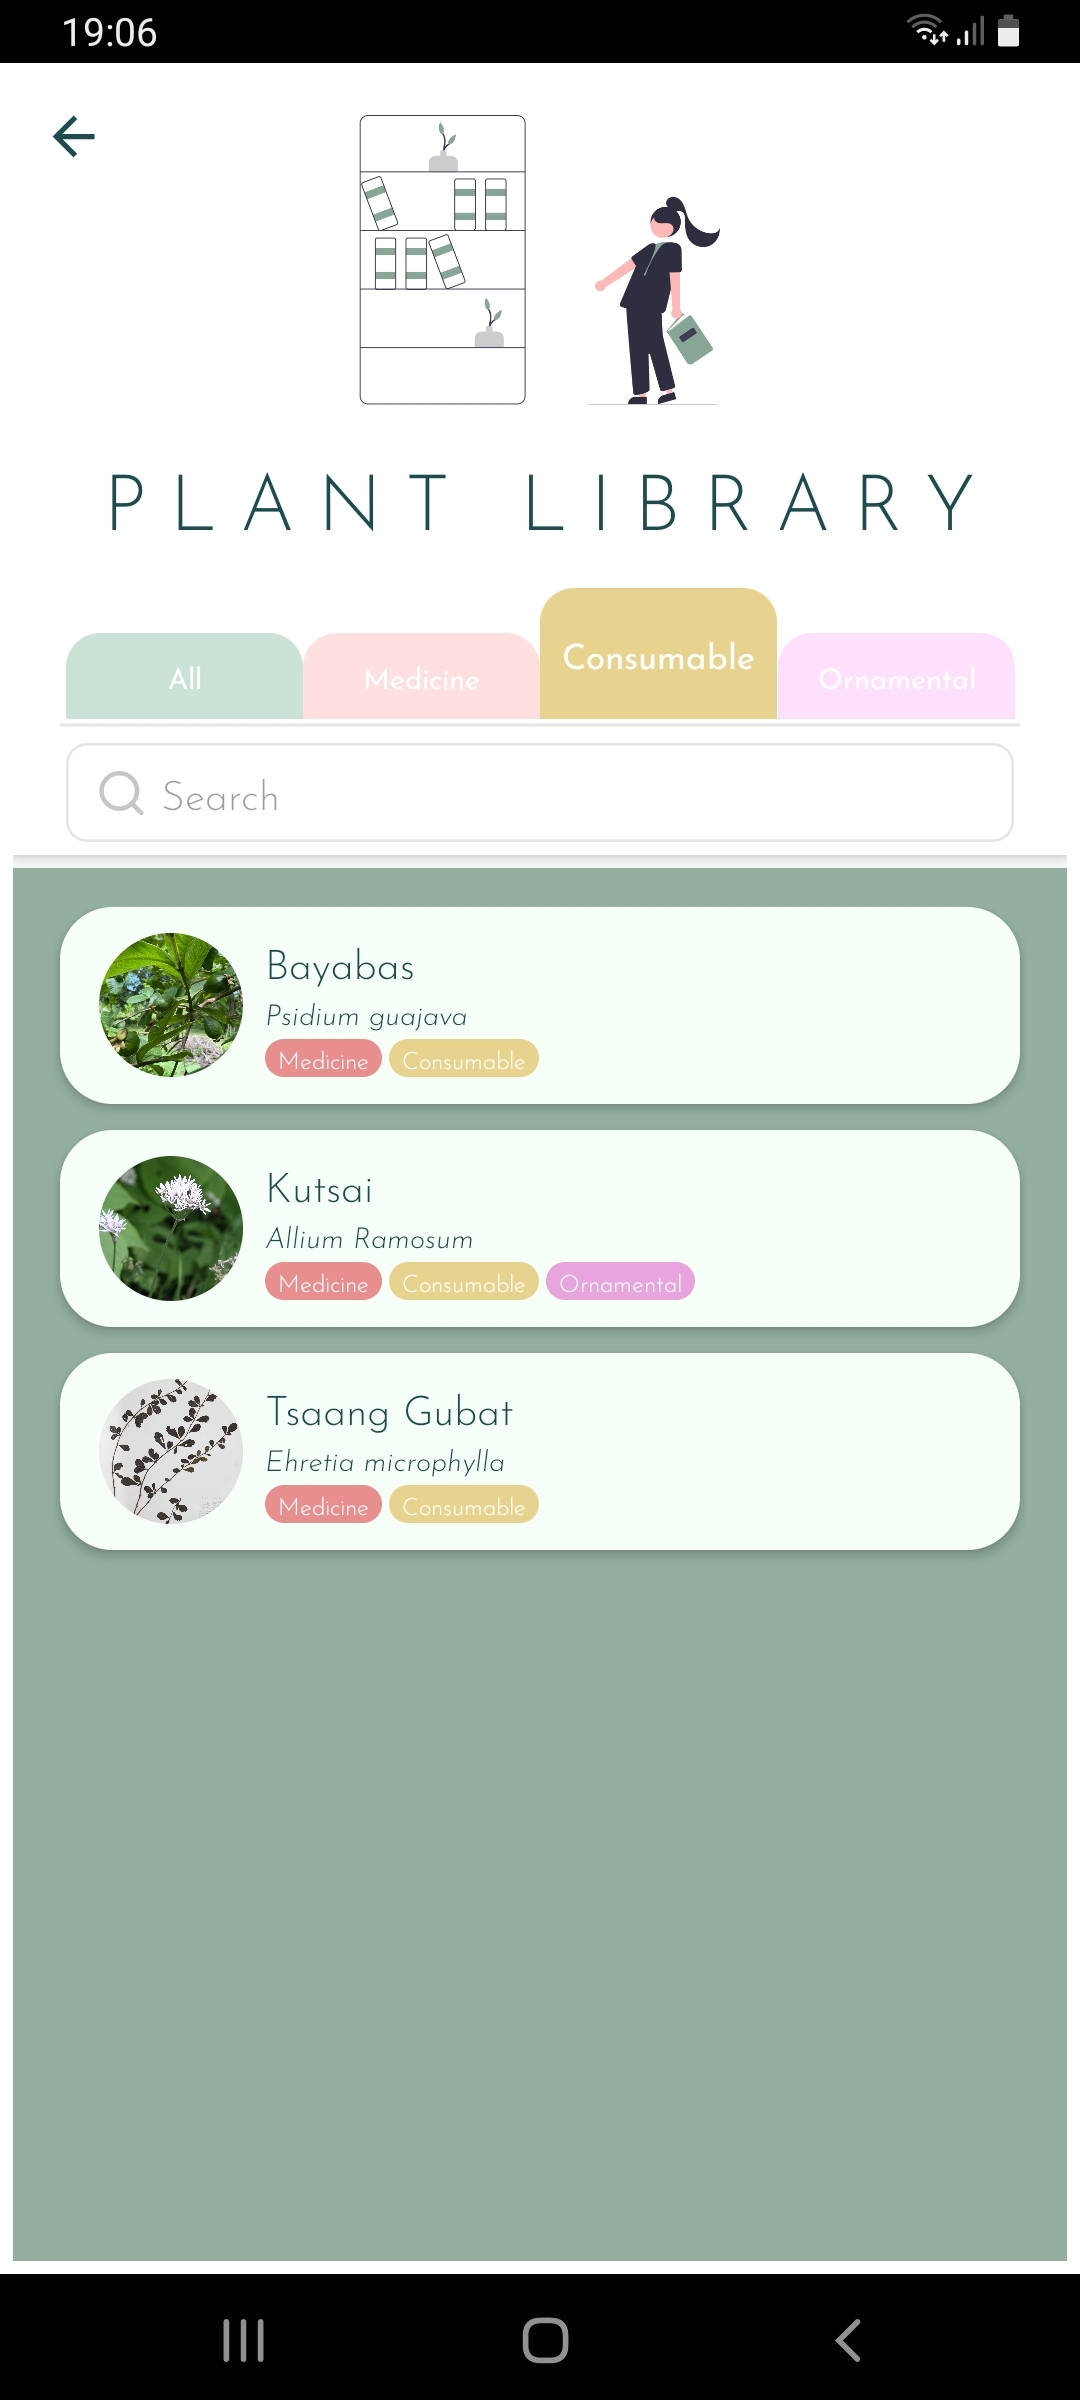 19:06
PLANT LIBRARY
All Medicine Consumable Ornamental
Search
Bayabas
Psidium guajava
Medicine Consumable
Kutsai
Allium Ramosum
Medicine Consumable Ornamental
Tsaang Gubat
Ehretia microphylla
Medicine Consumable